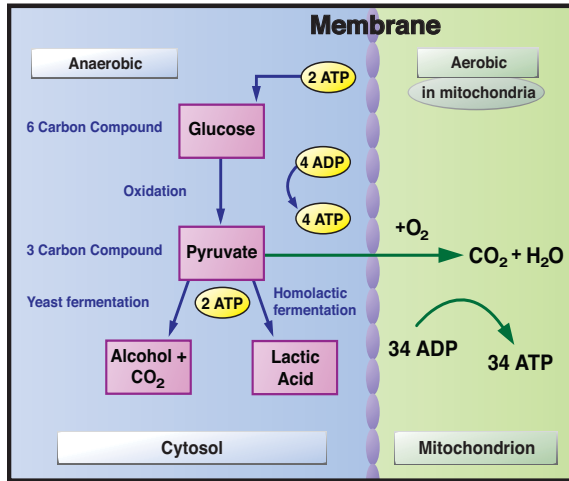 Membrane
Anaerobic
Aerobic
in mitochondria
2 ATP
6 Carbon Compound
Glucose
4 ADP
Oxidation
4 ATP
+O₂
3 Carbon Compound
Pyruvate
CO₂ + H₂O
Yeast fermentation
2 ATP
Homolactic
fermentation
Alcohol +
CO₂
Lactic
Acid
34 ADP
34 ATP
Cytosol
Mitochondrion